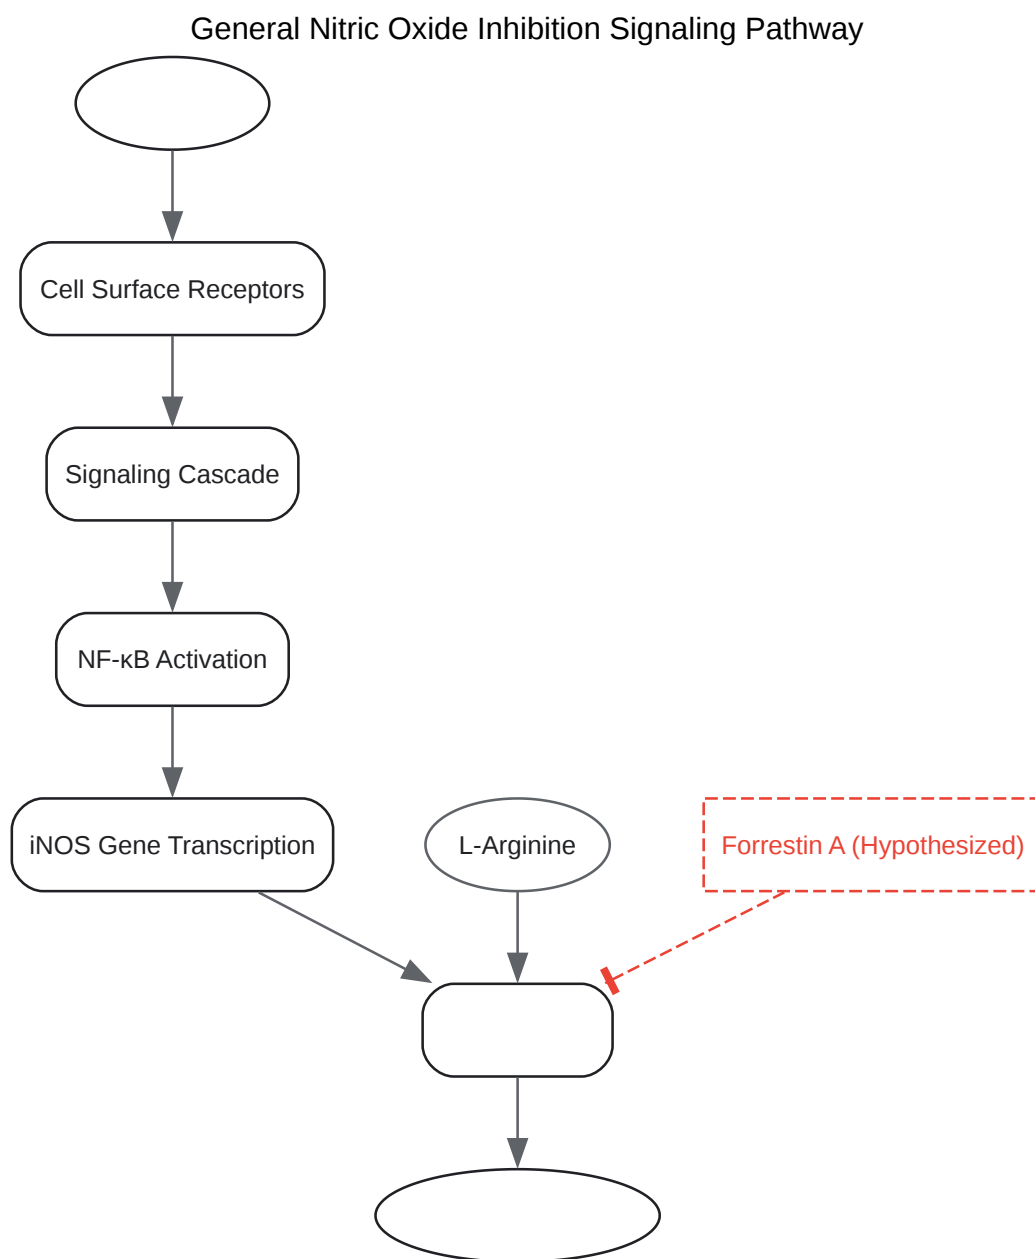 General Nitric Oxide Inhibition Signaling Pathway
Cell Surface Receptors
Signaling Cascade
NF-κB Activation
iNOS Gene Transcription
L-Arginine
Forrestin A (Hypothesized)